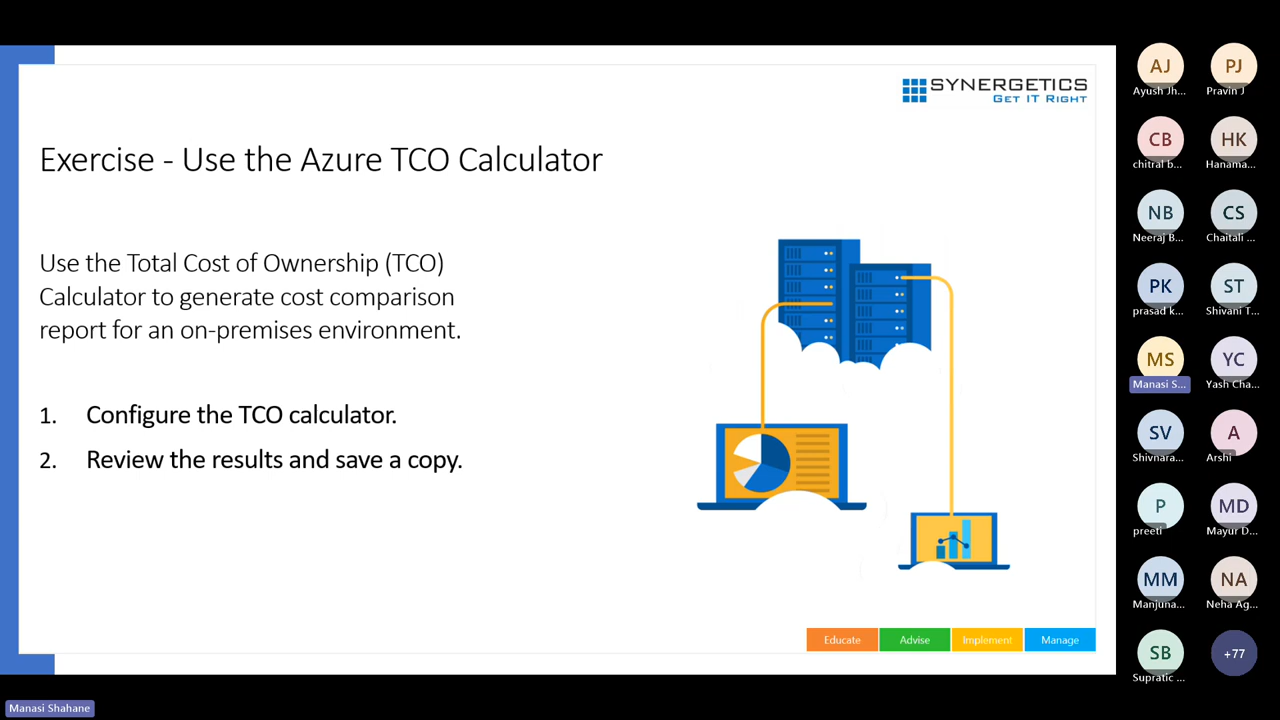 SYNERGETICS
GET IT RIGHT
Exercise - Use the Azure TCO Calculator
Use the Total Cost of Ownership (TCO)
Calculator to generate cost comparison
report for an on-premises environment.
1. Configure the TCO calculator.
2. Review the results and save a copy.
Educate Advise Implement Manage
AJ PJ
Ayush Jh... Pravin J
CB HK
chitral b... Hanama...
NB CS
Neeraj B... Chaitali ...
PK ST
prasad k... Shivani T...
MS YC
Manasi S... Yash Cha...
SV A
Shivnara... Arshi
P MD
preeti Mayur D...
MM NA
Manjuna... Neha Ag...
SB +77
Supratic ...
Manasi Shahane